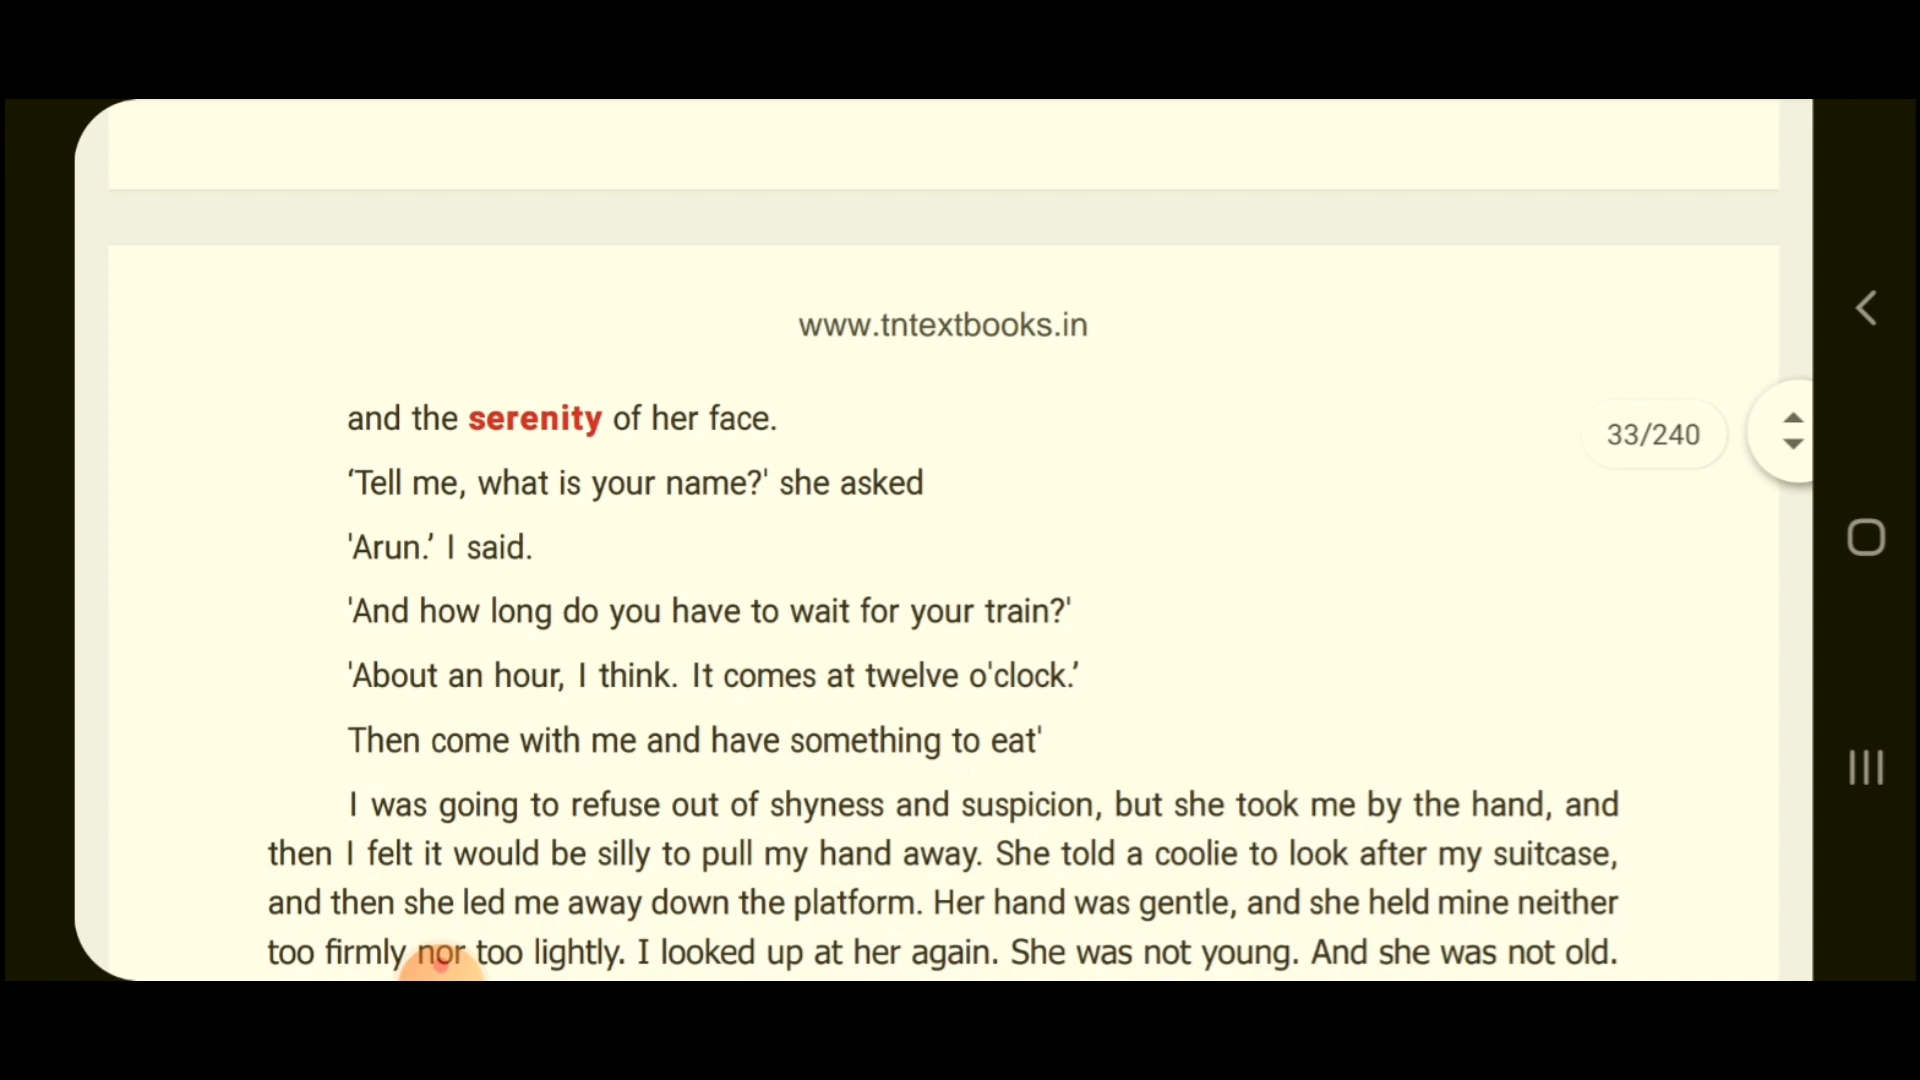 www.tntextbooks.in
and the serenity of her face.
33/240
‘Tell me, what is your name?' she asked
'Arun.’ I said.
'And how long do you have to wait for your train?'
'About an hour, I think. It comes at twelve o'clock.’
Then come with me and have something to eat'
I was going to refuse out of shyness and suspicion, but she took me by the hand, and
then I felt it would be silly to pull my hand away. She told a coolie to look after my suitcase,
and then she led me away down the platform. Her hand was gentle, and she held mine neither
too firmly nor too lightly. I looked up at her again. She was not young. And she was not old.